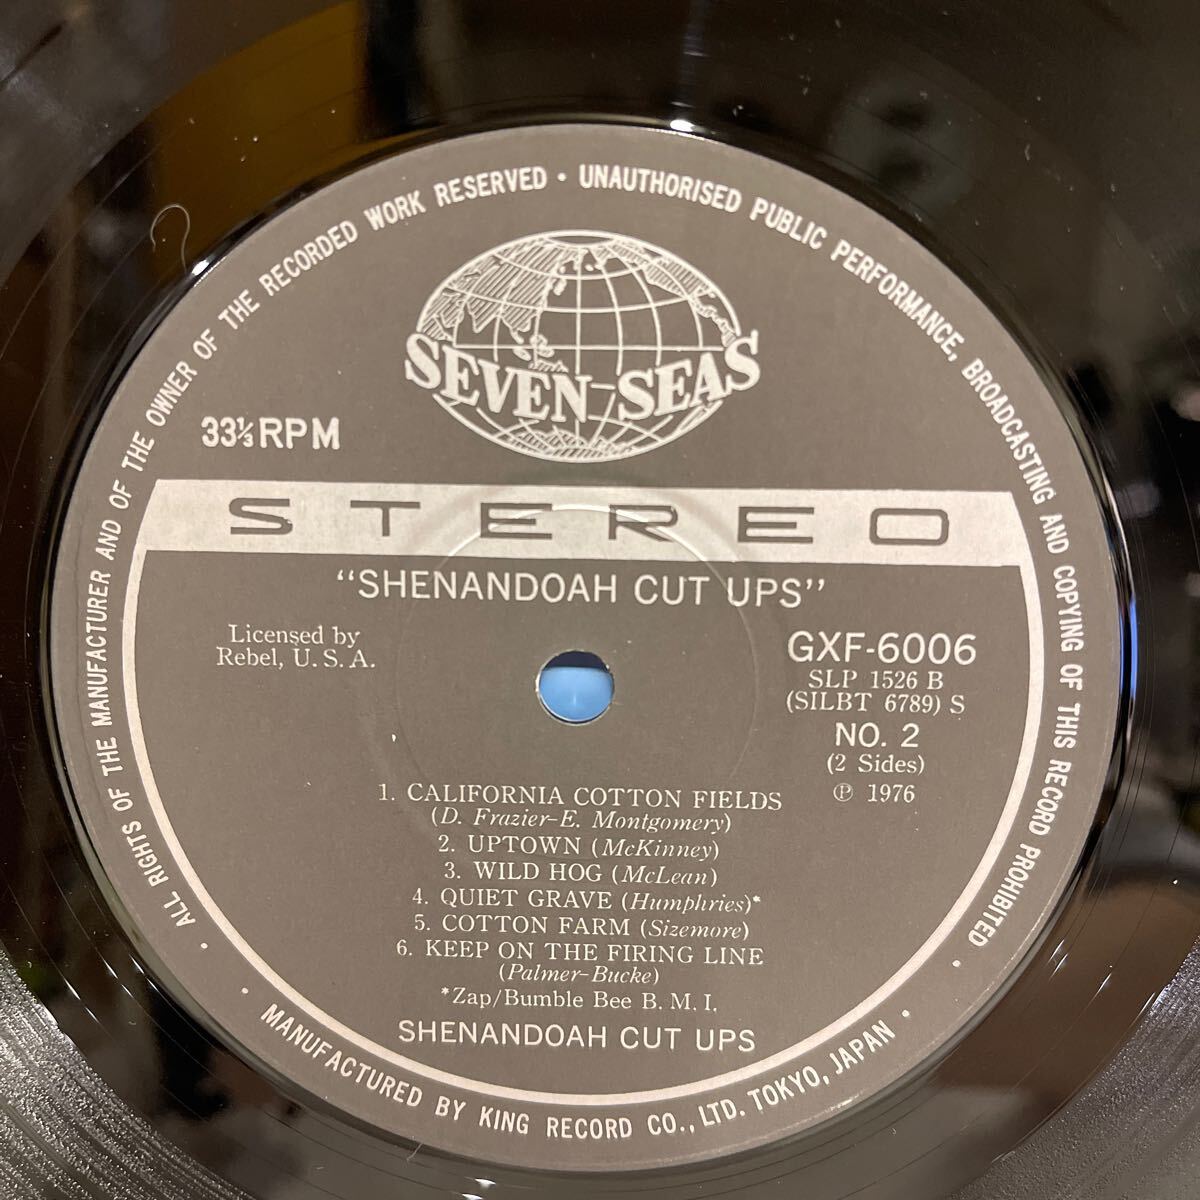 • ALL RIGHTS OF THE MANUFACTURER AND OF THE OWNER OF THE RECORDED WORK RESERVED • UNAUTHORISED PUBLIC PERFORMANCE, BROADCASTING AND COPYING OF THIS RECORD PROHIBITED •
SEVEN SEAS
33⅓ RPM
STEREO
“SHENANDOAH CUT UPS”
Licensed by
Rebel, U. S. A.
GXF-6006
SLP 1526 B
(SILBT 6789) S
NO. 2
(2 Sides)
℗ 1976
1. CALIFORNIA COTTON FIELDS
(D. Frazier-E. Montgomery)
2. UPTOWN (McKinney)
3. WILD HOG (McLean)
4. QUIET GRAVE (Humphries)*
5. COTTON FARM (Sizemore)
6. KEEP ON THE FIRING LINE
(Palmer-Bucke)
*Zap/Bumble Bee B. M. I.
SHENANDOAH CUT UPS
• MANUFACTURED BY KING RECORD CO., LTD. TOKYO, JAPAN •